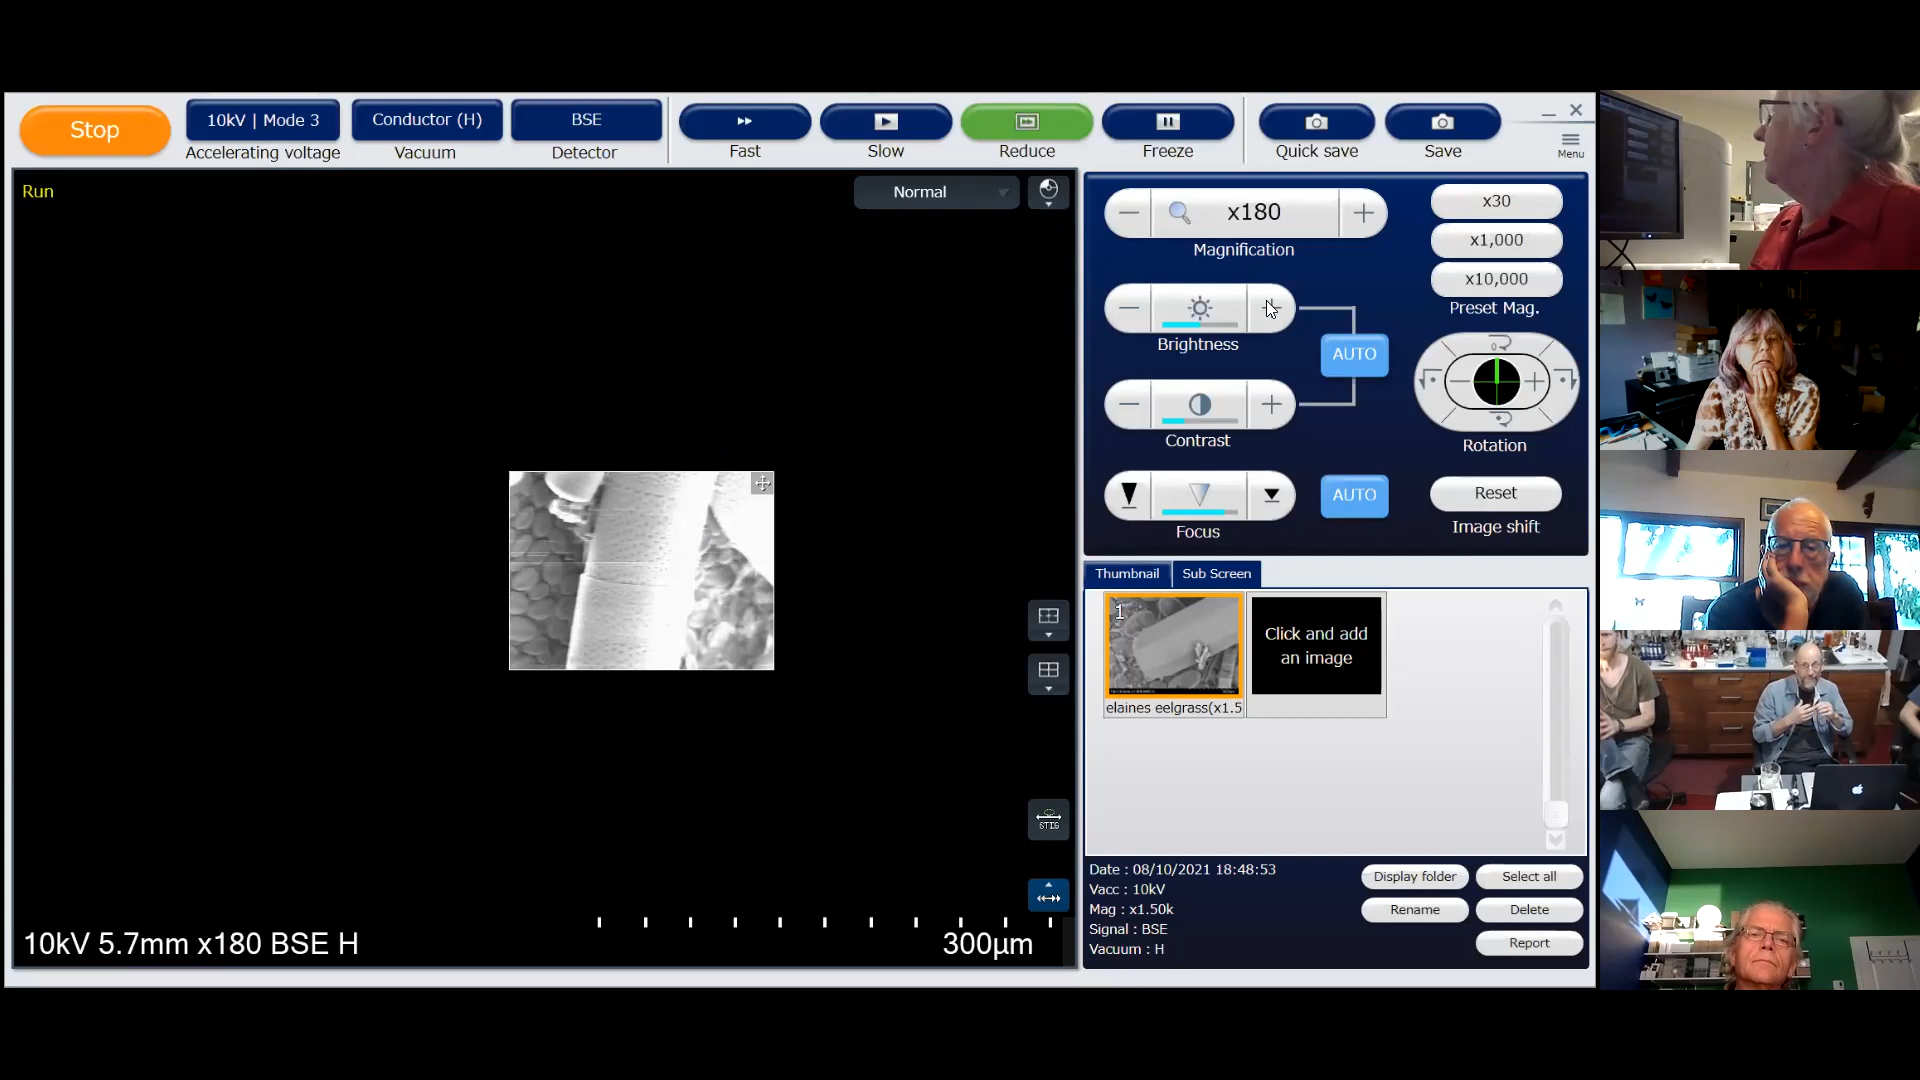 Stop
10kV | Mode 3
Accelerating voltage
Conductor (H)
Vacuum
BSE
Detector
Fast
Slow
Reduce
Freeze
Quick save
Save
Menu
Run
Normal
x180
Magnification
x30
x1,000
x10,000
Preset Mag.
Brightness
AUTO
Contrast
Rotation
Focus
AUTO
Reset
Image shift
Thumbnail
Sub Screen
1
Click and add
an image
elaines eelgrass(x1.5
STIG
10kV 5.7mm x180 BSE H
300µm
Date : 08/10/2021 18:48:53
Vacc : 10kV
Mag : x1.50k
Signal : BSE
Vacuum : H
Display folder
Select all
Rename
Delete
Report